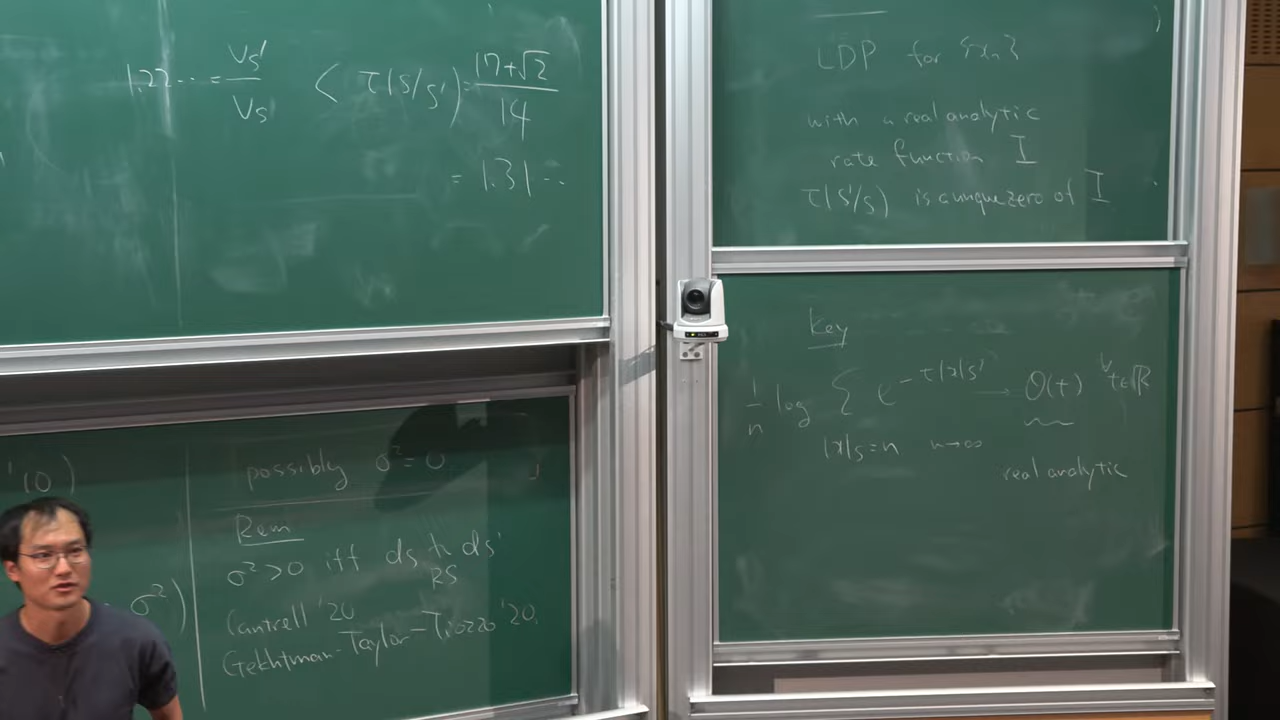 1.22... = Vs' / Vs < τ(S/S') = 17+√2 / 14
= 1.31...
'10)
σ²)
possibly σ²=0.
Rem
σ²>0 iff ds ≁ ds'
RS
Cantrell '20
Gekhtman-Taylor-Tiozzo '20.
LDP for {xn}
with a real analytic
rate function I
τ(S'/S) is a unique zero of I
Key
1/n log Σ e^{-t|x|S'} → Θ(t) ∀t∈ℝ
|x|S=n n→∞
real analytic